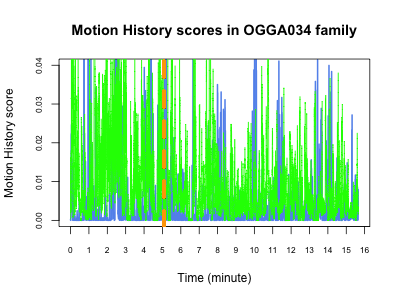 Motion History scores in OGGA034 family
Motion History score
0.04
0.03
0.02
0.01
0.00
0 1 2 3 4 5 6 7 8 9 10 11 12 13 14 15 16
Time (minute)